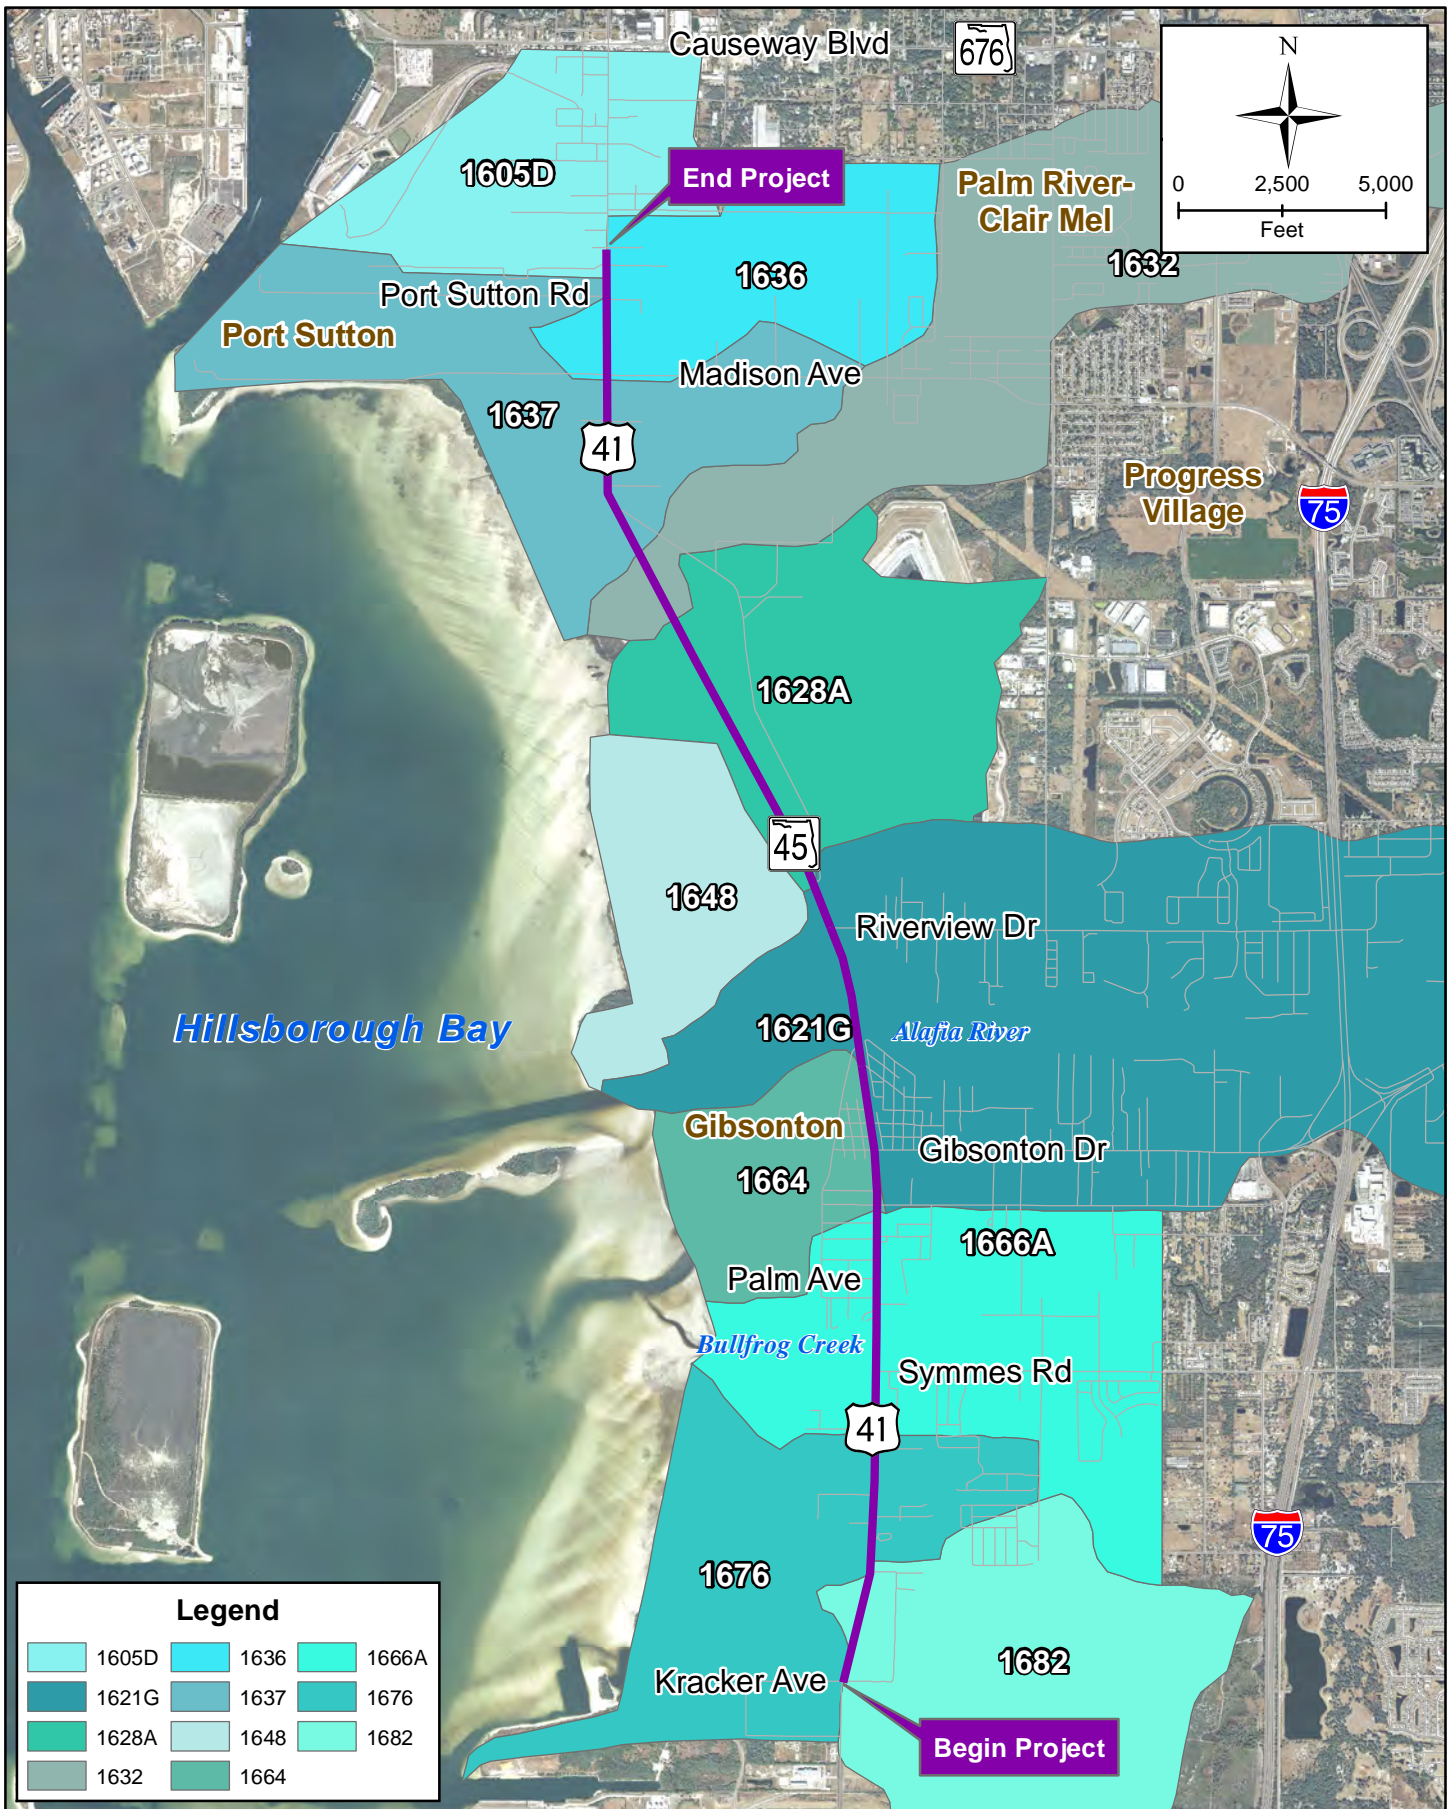 Causeway Blvd
676
N
0 2,500 5,000
Feet
1605D
End Project
Palm River-
Clair Mel
1632
1636
Port Sutton Rd
Port Sutton
Madison Ave
1637
41
Progress
Village
75
1628A
45
1648
Riverview Dr
Hillsborough Bay
1621G
Alafia River
Gibsonton
Gibsonton Dr
1664
1666A
Palm Ave
Bullfrog Creek
Symmes Rd
41
75
1676
1682
Kracker Ave
Begin Project
Legend
1605D 1636 1666A
1621G 1637 1676
1628A 1648 1682
1632 1664